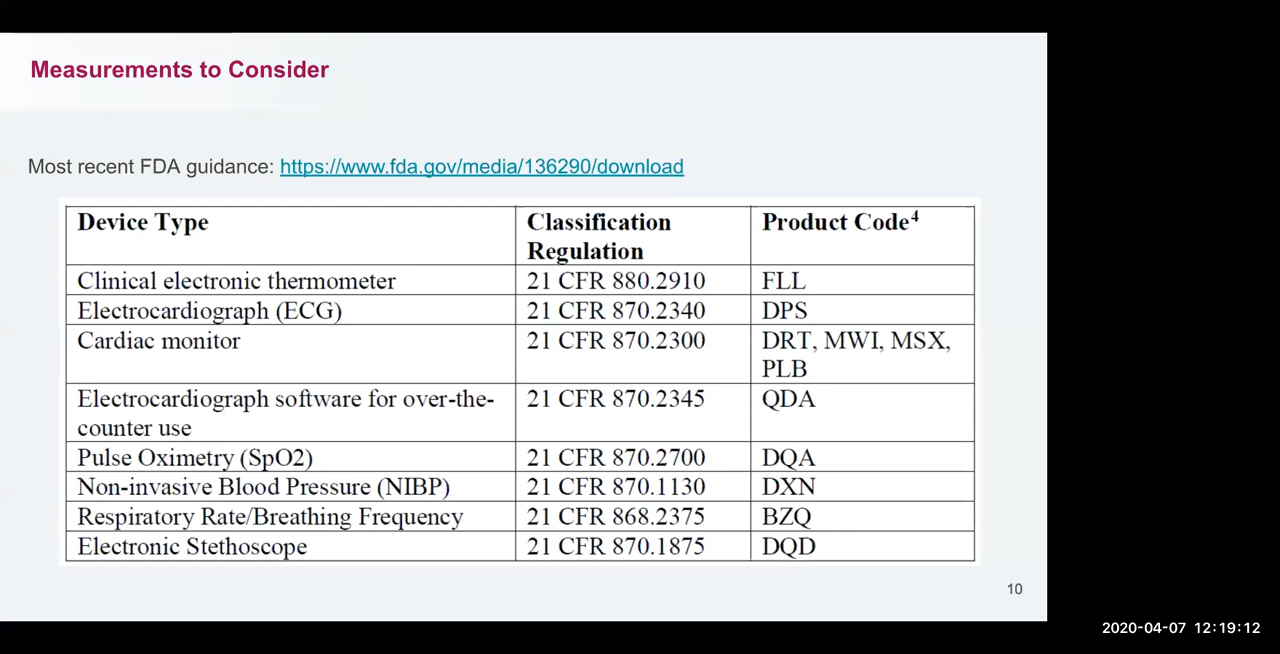 Measurements to Consider
Most recent FDA guidance: https://www.fda.gov/media/136290/download
Device Type Classification Regulation Product Code4
Clinical electronic thermometer 21 CFR 880.2910 FLL
Electrocardiograph (ECG) 21 CFR 870.2340 DPS
Cardiac monitor 21 CFR 870.2300 DRT, MWI, MSX, PLB
Electrocardiograph software for over-the-counter use 21 CFR 870.2345 QDA
Pulse Oximetry (SpO2) 21 CFR 870.2700 DQA
Non-invasive Blood Pressure (NIBP) 21 CFR 870.1130 DXN
Respiratory Rate/Breathing Frequency 21 CFR 868.2375 BZQ
Electronic Stethoscope 21 CFR 870.1875 DQD
10
2020-04-07 12:19:12